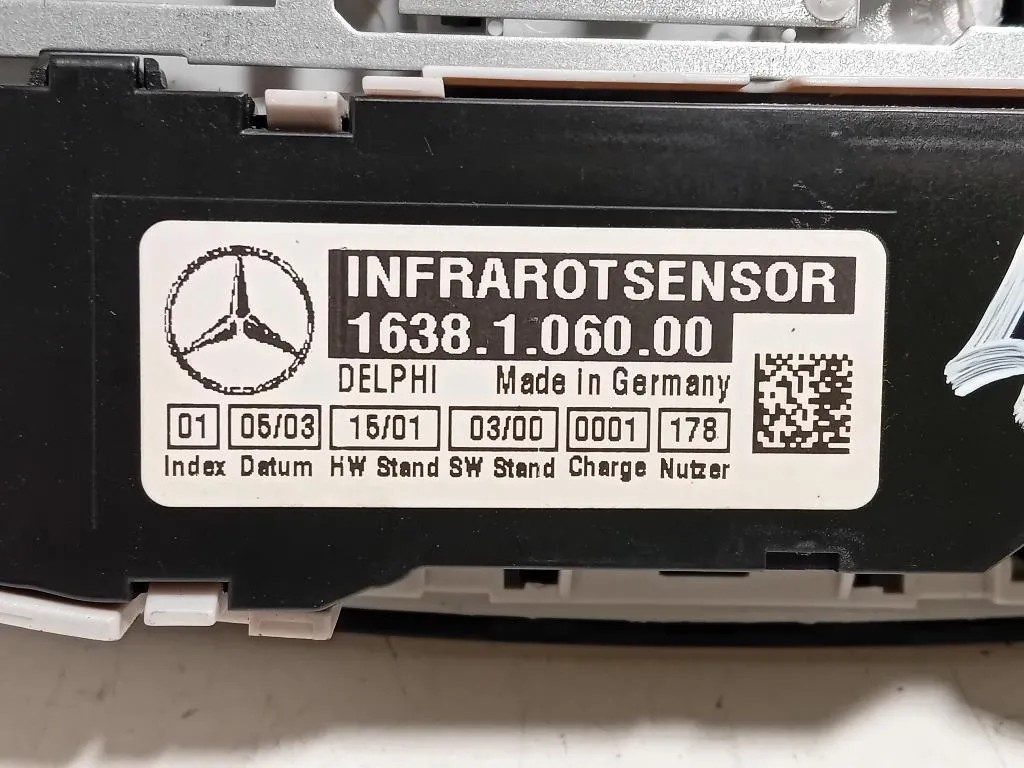 INFRAROTSENSOR
1638.1.060.00
DELPHI Made in Germany
01 05/03 15/01 03/00 0001 178
Index Datum HW Stand SW Stand Charge Nutzer